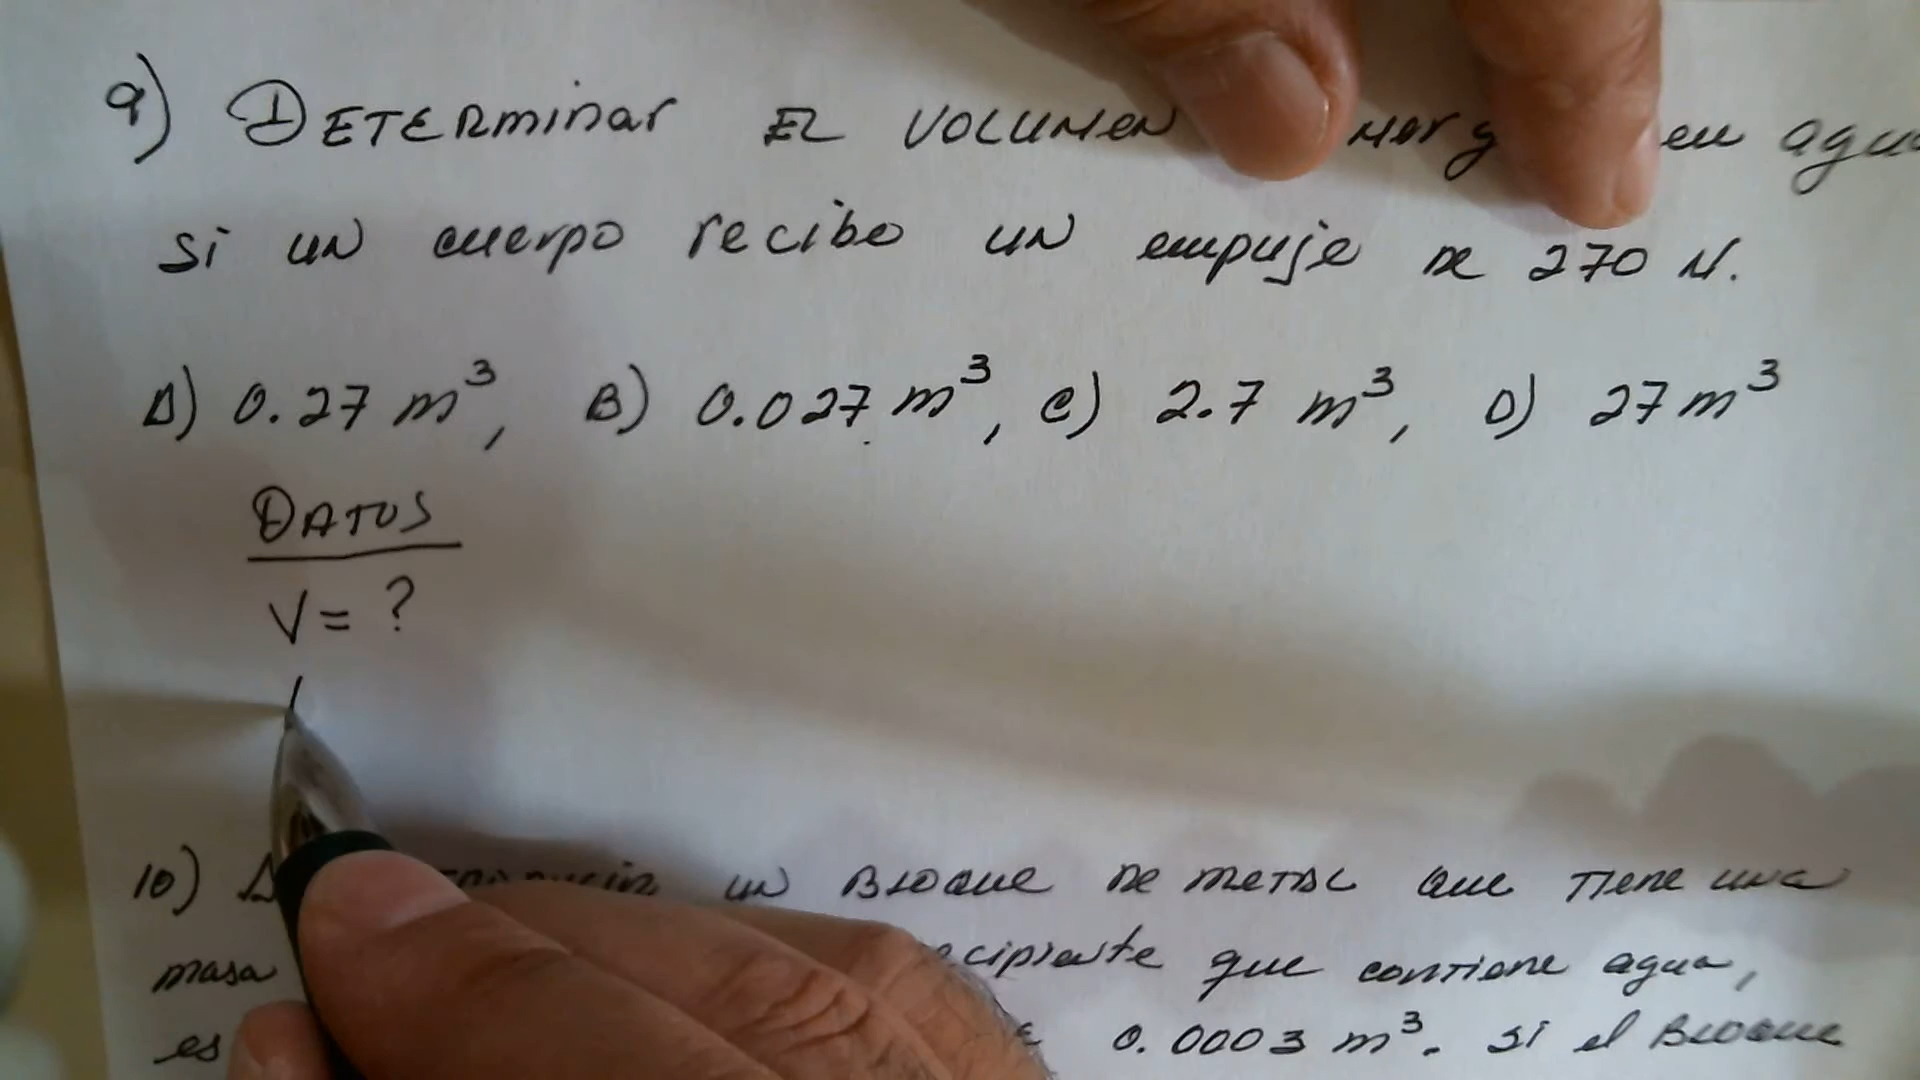 9) DETERMINAR EL VOLUMEN en agua
si un cuerpo recibe un empuje DE 270 N.
A) 0.27 m³, B) 0.027 m³, C) 2.7 m³, D) 27 m³
DATOS
V = ?
10) un BLOQUE DE METAL QUE TIENE una
masa que contiene agua,
es 0.0003 m³. Si el BLOQUE